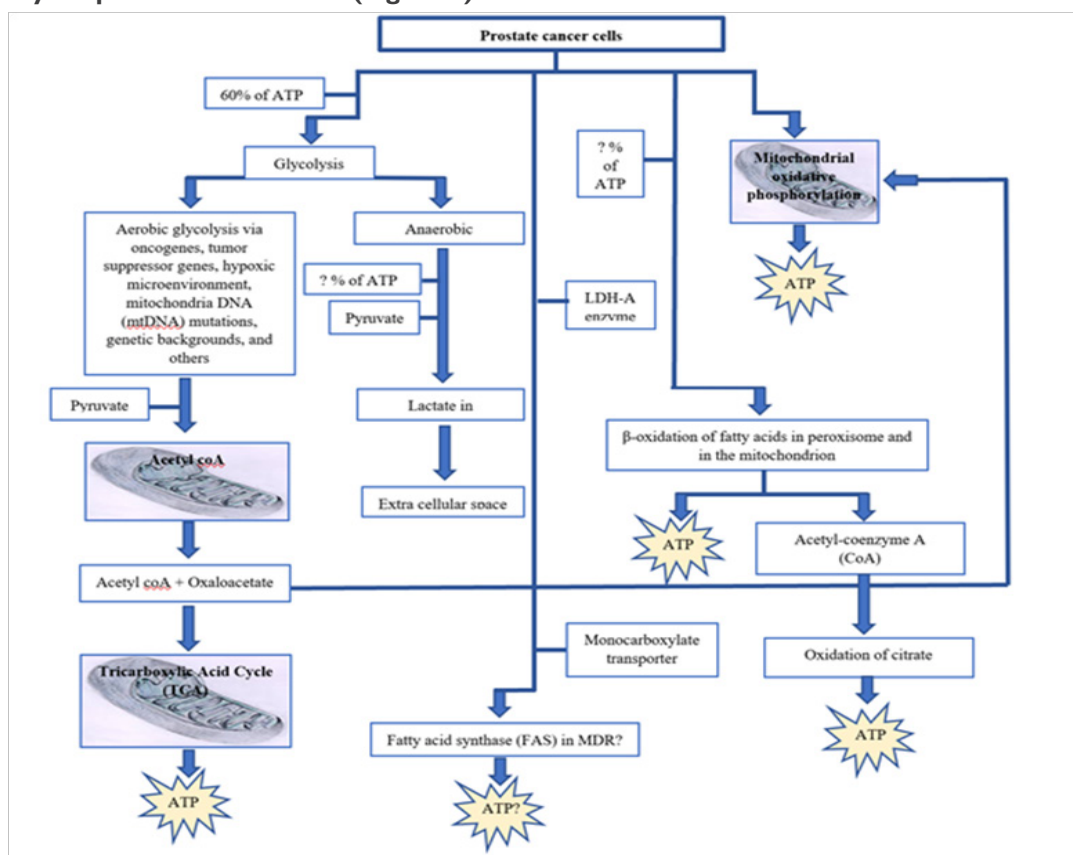 Prostate cancer cells
60% of ATP
Glycolysis
? %
of
ATP
Mitochondrial
oxidative
phosphorylation
Aerobic glycolysis via
oncogenes, tumor
suppressor genes, hypoxic
microenvironment,
mitochondria DNA
(mtDNA) mutations,
genetic backgrounds, and
others
Anaerobic
ATP
? % of ATP
LDH-A
enzyme
Pyruvate
Pyruvate
Lactate in
β-oxidation of fatty acids in peroxisome and
in the mitochondrion
Acetyl coA
Extra cellular space
ATP
Acetyl-coenzyme A
(CoA)
Acetyl coA + Oxaloacetate
Monocarboxylate
transporter
Oxidation of citrate
Tricarboxylic Acid Cycle
(TCA)
Fatty acid synthase (FAS) in MDR?
ATP
ATP
ATP?